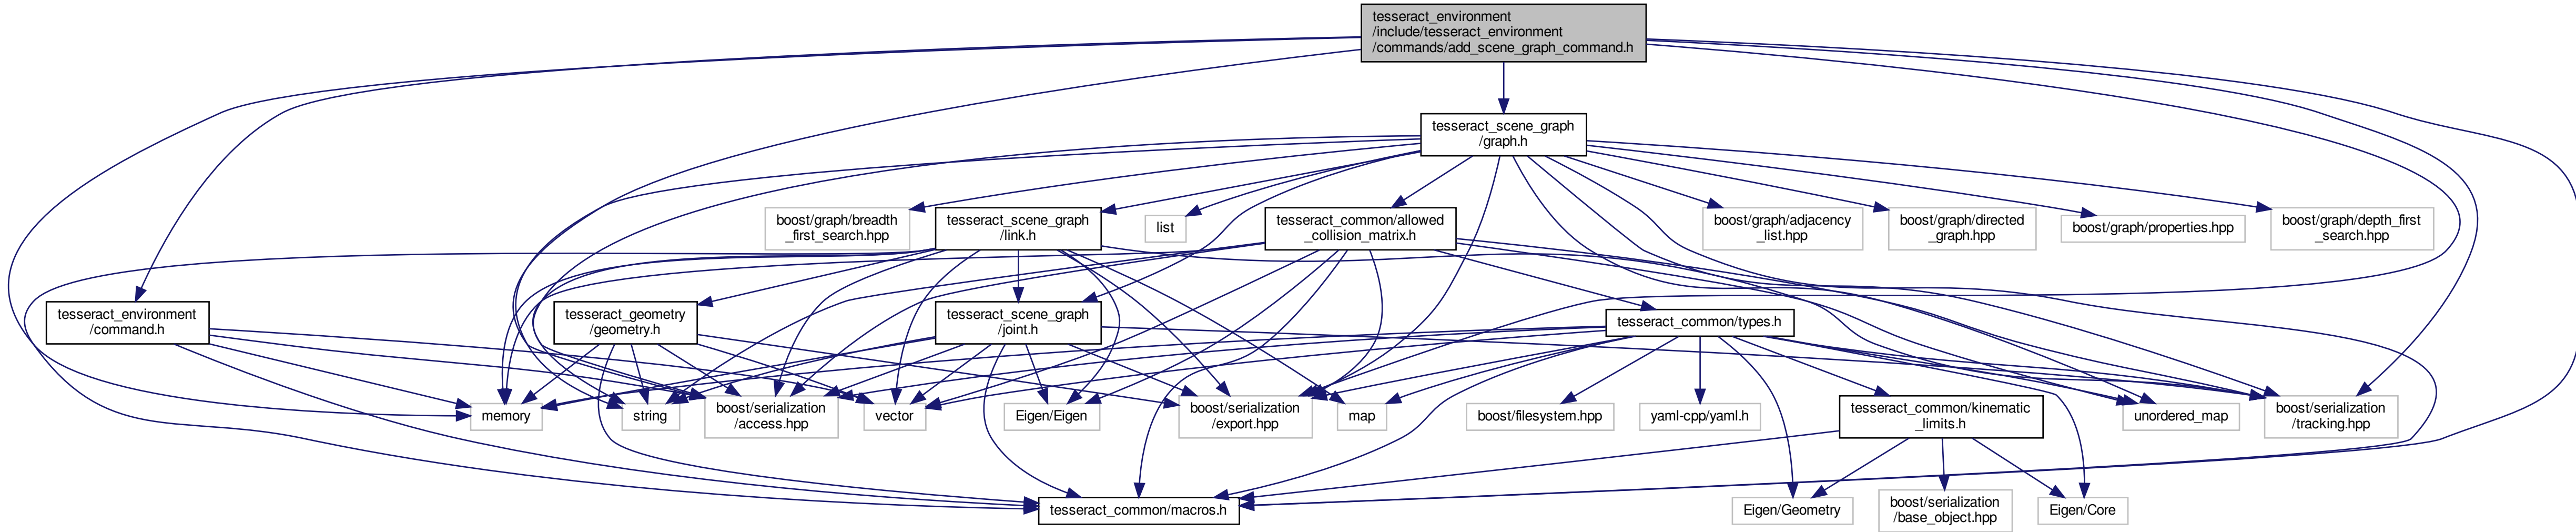 tesseract_environment
/include/tesseract_environment
/commands/add_scene_graph_command.h
tesseract_scene_graph
/graph.h
boost/graph/breadth
_first_search.hpp
tesseract_scene_graph
/link.h
list
tesseract_common/allowed
_collision_matrix.h
boost/graph/adjacency
_list.hpp
boost/graph/directed
_graph.hpp
boost/graph/properties.hpp
boost/graph/depth_first
_search.hpp
tesseract_environment
/command.h
tesseract_geometry
/geometry.h
tesseract_scene_graph
/joint.h
tesseract_common/types.h
memory
string
boost/serialization
/access.hpp
vector
Eigen/Eigen
boost/serialization
/export.hpp
map
boost/filesystem.hpp
yaml-cpp/yaml.h
tesseract_common/kinematic
_limits.h
unordered_map
boost/serialization
/tracking.hpp
tesseract_common/macros.h
Eigen/Geometry
boost/serialization
/base_object.hpp
Eigen/Core